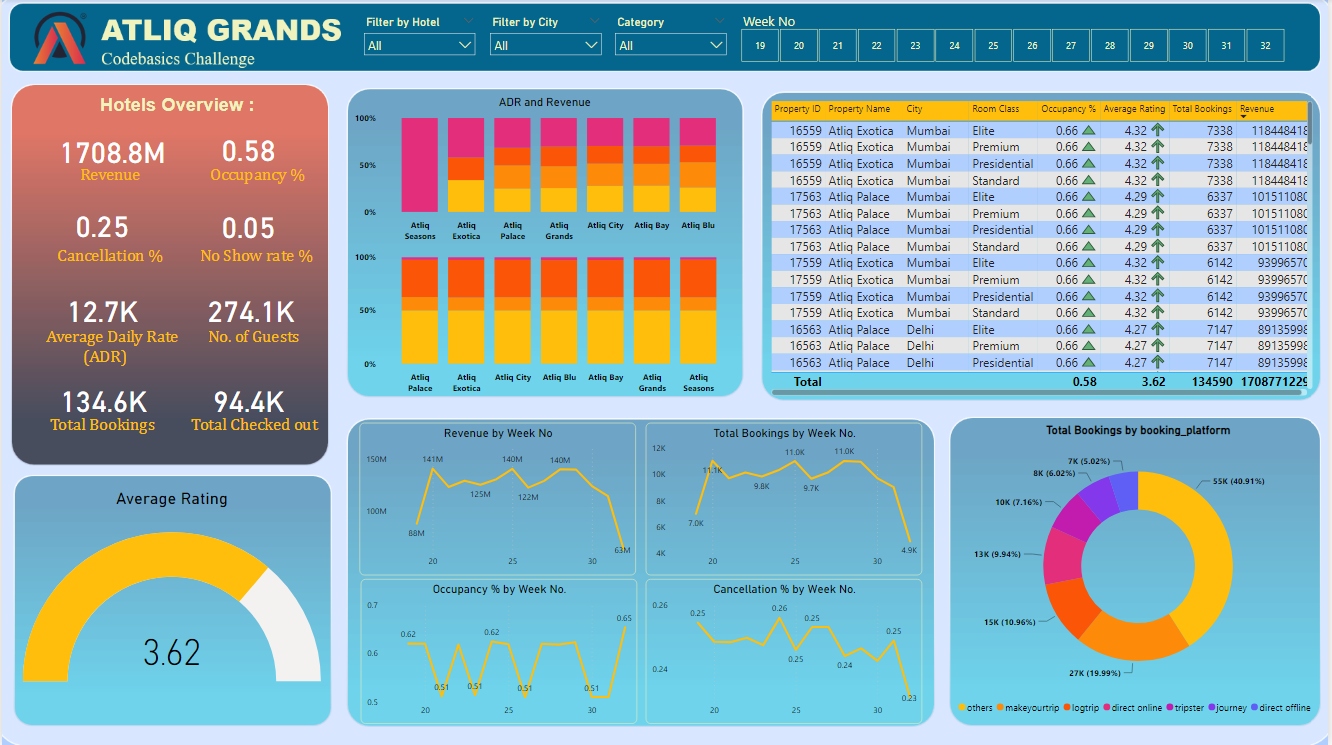 ATLIQ GRANDS
Codebasics Challenge
Filter by Hotel
All
Filter by City
All
Category
All
Week No
19 20 21 22 23 24 25 26 27 28 29 30 31 32
Hotels Overview :
1708.8M 0.58
Revenue Occupancy %
0.25 0.05
Cancellation % No Show rate %
12.7K 274.1K
Average Daily Rate No. of Guests
(ADR)
134.6K 94.4K
Total Bookings Total Checked out
Average Rating
3.62
ADR and Revenue
100%
50%
0%
Atliq Seasons Atliq Exotica Atliq Palace Atliq Grands Atliq City Atliq Bay Atliq Blu
100%
50%
0%
Atliq Palace Atliq Exotica Atliq City Atliq Blu Atliq Bay Atliq Grands Atliq Seasons
Property ID Property Name City Room Class Occupancy % Average Rating Total Bookings Revenue
16559 Atliq Exotica Mumbai Elite 0.66 4.32 7338 118448418
16559 Atliq Exotica Mumbai Premium 0.66 4.32 7338 118448418
16559 Atliq Exotica Mumbai Presidential 0.66 4.32 7338 118448418
16559 Atliq Exotica Mumbai Standard 0.66 4.32 7338 118448418
17563 Atliq Palace Mumbai Elite 0.66 4.29 6337 101511080
17563 Atliq Palace Mumbai Premium 0.66 4.29 6337 101511080
17563 Atliq Palace Mumbai Presidential 0.66 4.29 6337 101511080
17563 Atliq Palace Mumbai Standard 0.66 4.29 6337 101511080
17559 Atliq Exotica Mumbai Elite 0.66 4.32 6142 93996570
17559 Atliq Exotica Mumbai Premium 0.66 4.32 6142 93996570
17559 Atliq Exotica Mumbai Presidential 0.66 4.32 6142 93996570
17559 Atliq Exotica Mumbai Standard 0.66 4.32 6142 93996570
16563 Atliq Palace Delhi Elite 0.66 4.27 7147 89135998
16563 Atliq Palace Delhi Premium 0.66 4.27 7147 89135998
16563 Atliq Palace Delhi Presidential 0.66 4.27 7147 89135998
Total 0.58 3.62 134590 1708771229
Revenue by Week No
150M
100M
88M 141M 125M 140M 122M 140M 63M
20 25 30
Total Bookings by Week No.
12K
10K
8K
6K
4K
7.0K 11.1K 9.8K 11.0K 9.7K 11.0K 4.9K
20 25 30
Occupancy % by Week No.
0.7
0.6
0.5
0.62 0.51 0.51 0.62 0.51 0.51 0.65
20 25 30
Cancellation % by Week No.
0.26
0.24
0.25 0.26 0.25 0.25 0.24 0.25 0.23
20 25 30
Total Bookings by booking_platform
55K (40.91%)
27K (19.99%)
15K (10.96%)
13K (9.94%)
10K (7.16%)
8K (6.02%)
7K (5.02%)
others makeyourtrip logtrip direct online tripster journey direct offline